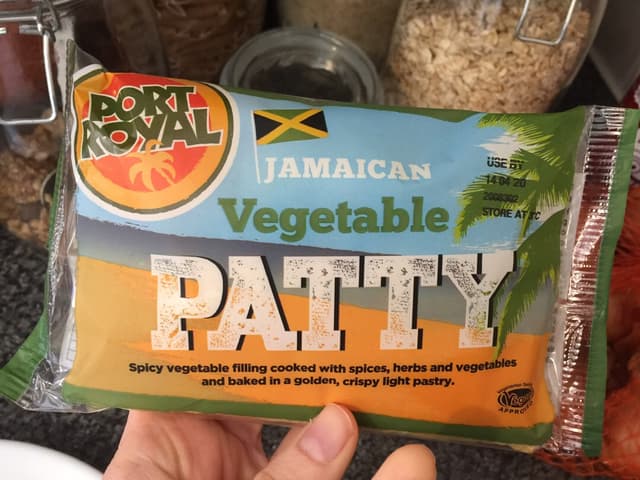 PORT
ROYAL
JAMAICAN
Vegetable
PATTY
USE BY
14 04 20
STORE AT
Spicy vegetable filling cooked with spices, herbs and vegetables
and baked in a golden, crispy light pastry.
APPROVED